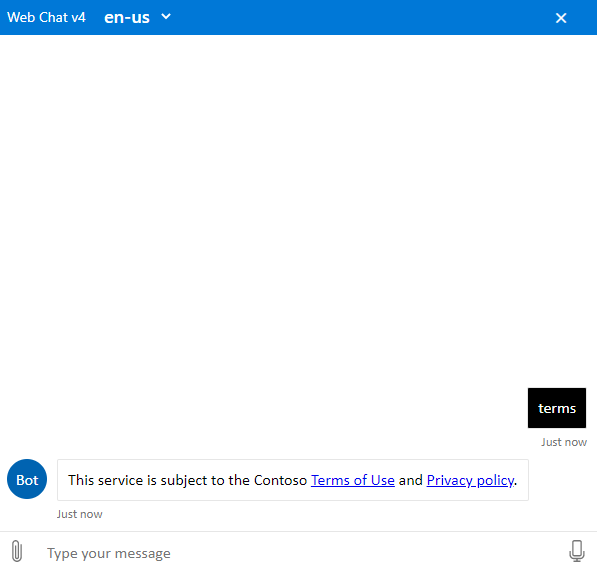 Web Chat v4 en-us
terms
Just now
Bot
This service is subject to the Contoso Terms of Use and Privacy policy.
Just now
Type your message